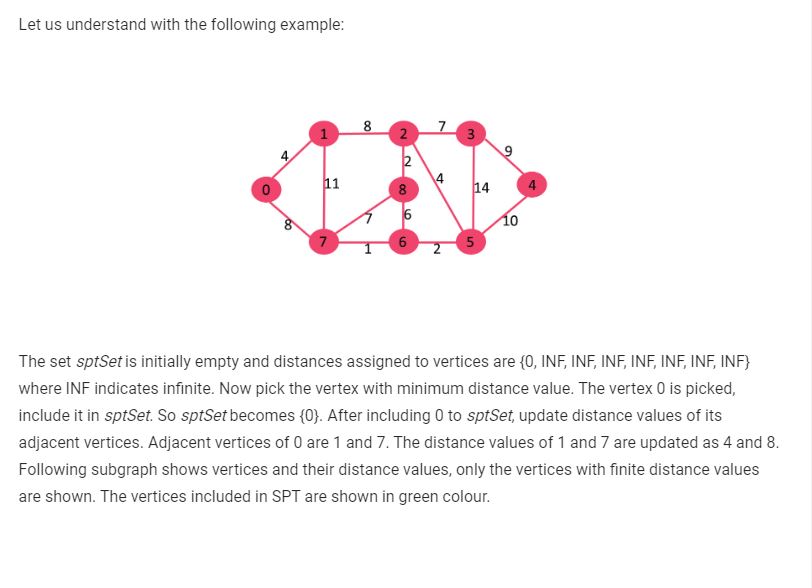 Let us understand with the following example:
8 7
1 2 3
4 9
2
11 4 14
0 8 4
7 6
8 10
7 6 5
1 2
The set sptSet is initially empty and distances assigned to vertices are {0, INF, INF, INF, INF, INF, INF, INF}
where INF indicates infinite. Now pick the vertex with minimum distance value. The vertex 0 is picked,
include it in sptSet. So sptSet becomes {0}. After including 0 to sptSet, update distance values of its
adjacent vertices. Adjacent vertices of 0 are 1 and 7. The distance values of 1 and 7 are updated as 4 and 8.
Following subgraph shows vertices and their distance values, only the vertices with finite distance values
are shown. The vertices included in SPT are shown in green colour.